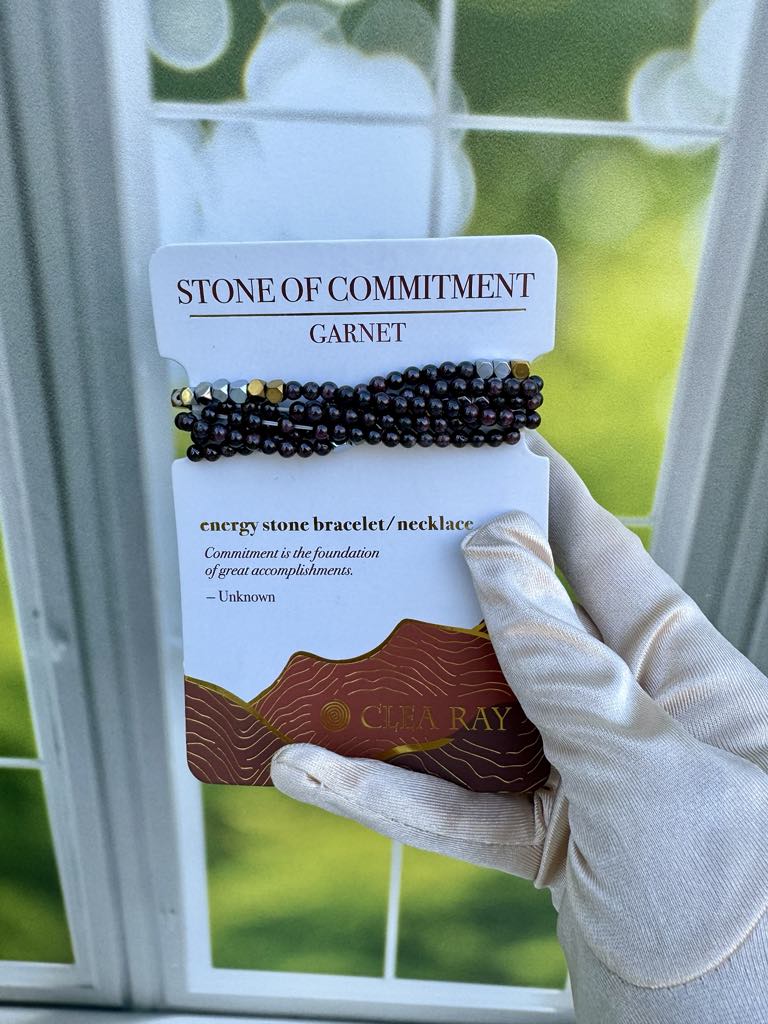 STONE OF COMMITMENT
GARNET
energy stone bracelet/necklace
Commitment is the foundation
of great accomplishments.
– Unknown
CLEA RAY